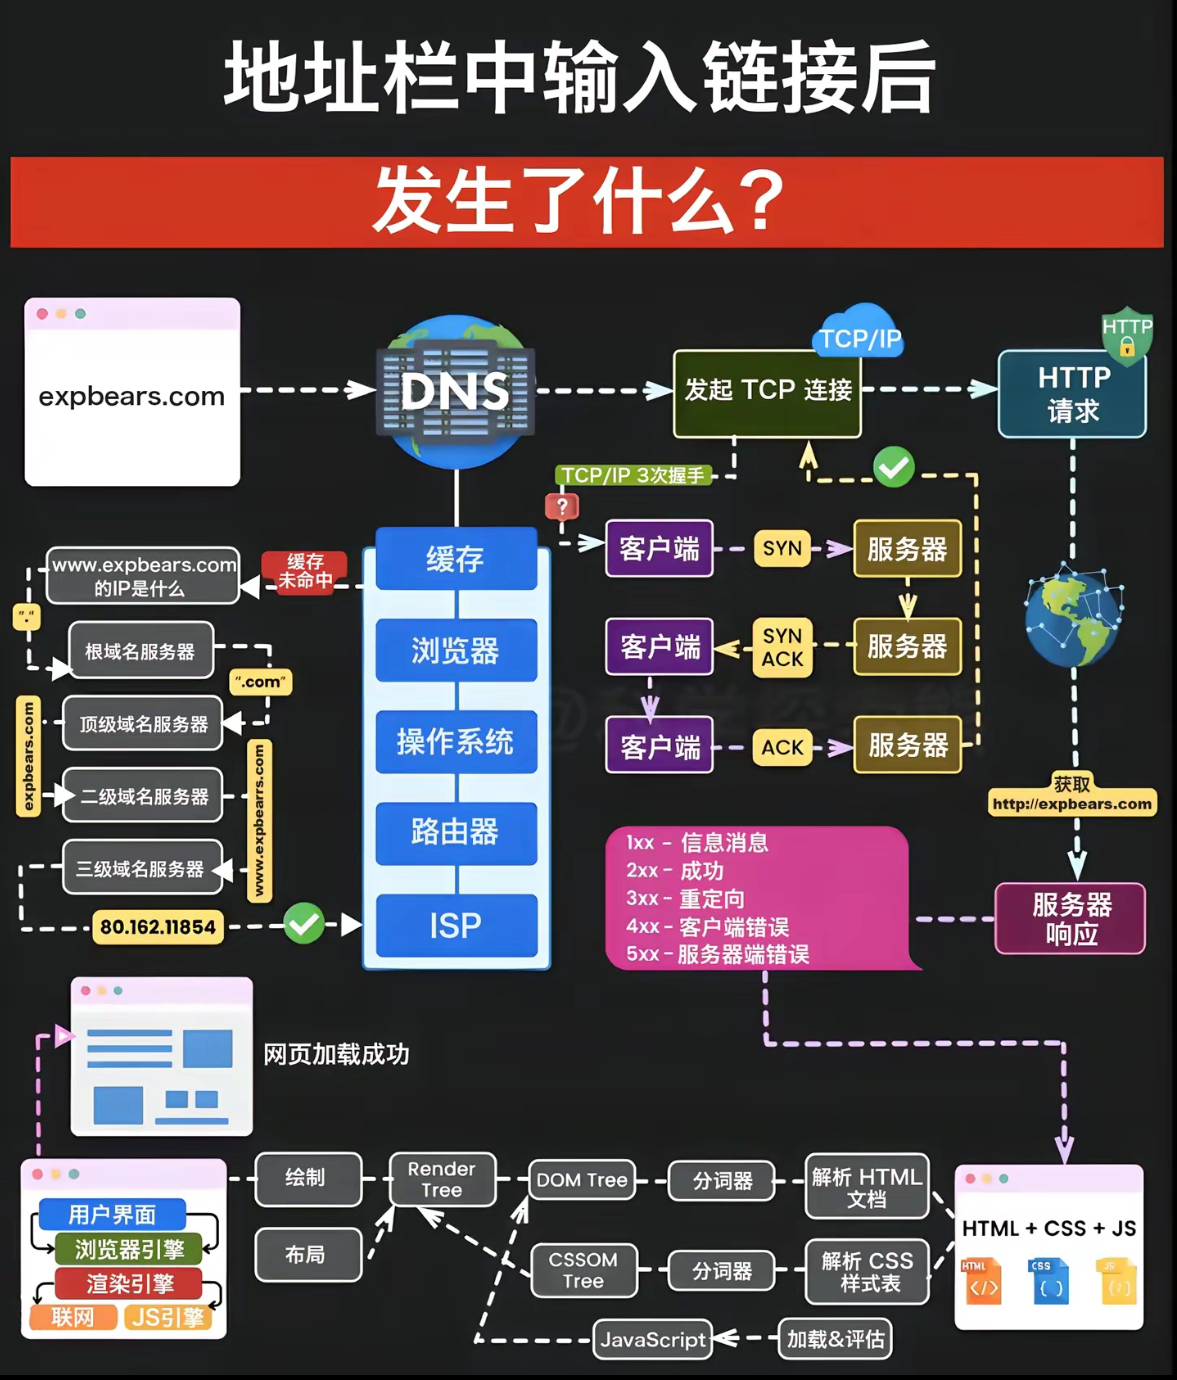 地址栏中输入链接后
发生了什么?
expbears.com
DNS
TCP/IP
发起 TCP 连接
HTTP
HTTP
请求
TCP/IP 3次握手
?
客户端
SYN
服务器
客户端
SYN
ACK
服务器
客户端
ACK
服务器
缓存
浏览器
操作系统
路由器
ISP
缓存
未命中
www.expbears.com
的IP是什么
"."
根域名服务器
".com"
顶级域名服务器
expbears.com
二级域名服务器
www.expbearrs.com
三级域名服务器
80.162.11854
获取
http://expbears.com
服务器
响应
1xx - 信息消息
2xx - 成功
3xx - 重定向
4xx - 客户端错误
5xx - 服务器端错误
网页加载成功
HTML + CSS + JS
HTML
</>
CSS
{ }
JS
解析 HTML
文档
分词器
DOM Tree
Render
Tree
绘制
解析 CSS
样式表
分词器
CSSOM
Tree
布局
加载&评估
JavaScript
用户界面
浏览器引擎
渲染引擎
联网
JS引擎